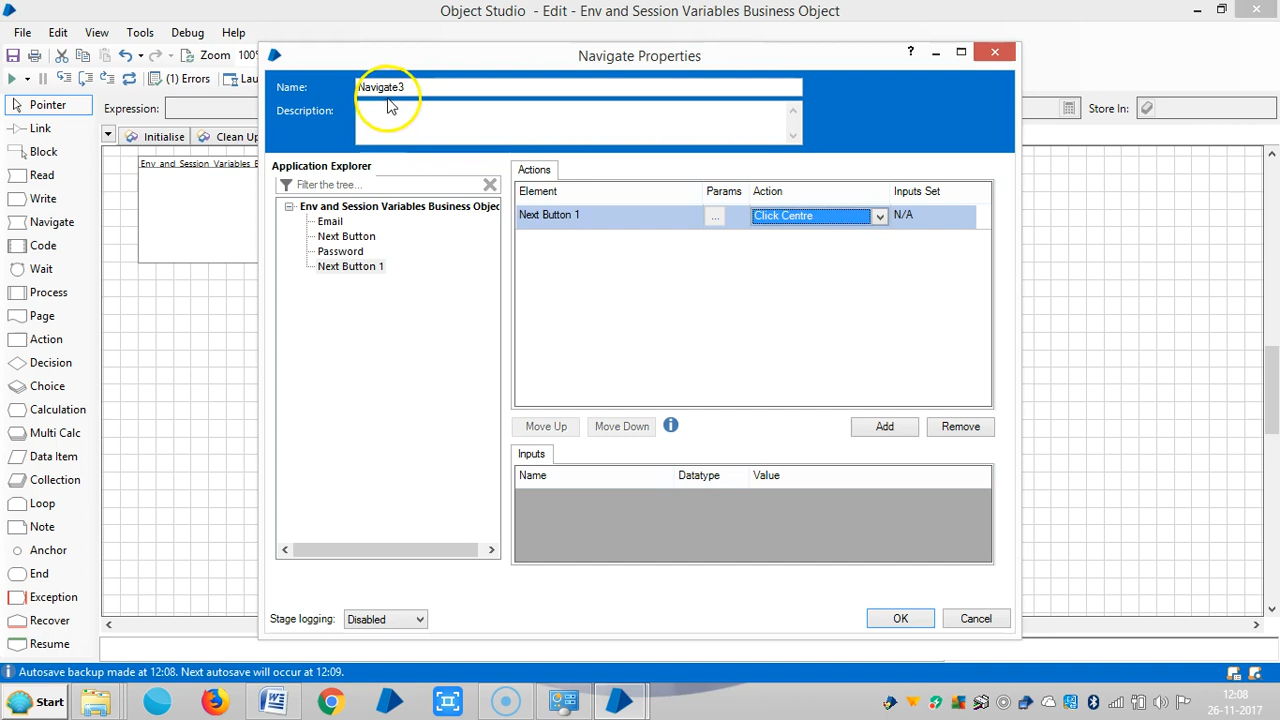 Object Studio - Edit - Env and Session Variables Business Object
File Edit View Tools Debug Help
Zoom 100%
(1) Errors
Pointer
Expression:
Store In:
Link
Initialise
Clean Up
Block
Env and Session Variables B
Read
Write
Navigate
Code
Wait
Process
Page
Action
Decision
Choice
Calculation
Multi Calc
Data Item
Collection
Loop
Note
Anchor
End
Exception
Recover
Resume
Navigate Properties
?
Name: Navigate3
Description:
Application Explorer
Filter the tree...
Env and Session Variables Business Objec
Email
Next Button
Password
Next Button 1
Actions
Element Params Action Inputs Set
Next Button 1 ... Click Centre N/A
Move Up Move Down Add Remove
Inputs
Name Datatype Value
Stage logging: Disabled
OK Cancel
Autosave backup made at 12:08. Next autosave will occur at 12:09.
Start
12:08
26-11-2017